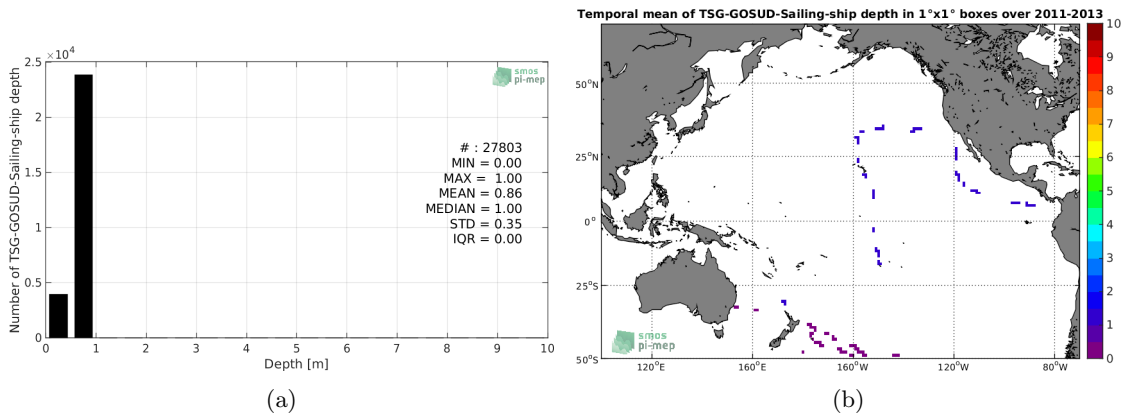 ×10⁴
2.5
2
1.5
1
0.5
0
Number of TSG-GOSUD-Sailing-ship depth
smos
pi-mep
# : 27803
MIN = 0.00
MAX = 1.00
MEAN = 0.86
MEDIAN = 1.00
STD = 0.35
IQR = 0.00
0 1 2 3 4 5 6 7 8 9 10
Depth [m]
(a)
Temporal mean of TSG-GOSUD-Sailing-ship depth in 1°x1° boxes over 2011-2013
50°N
25°N
0°
25°S
50°S
smos
pi-mep
120°E 160°E 160°W 120°W 80°W
10
9
8
7
6
5
4
3
2
1
0
(b)